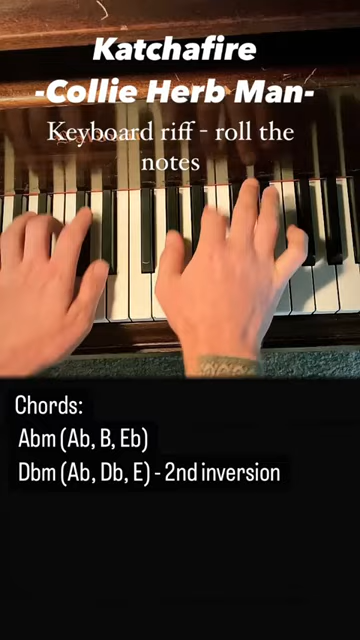 Katchafire
-Collie Herb Man-
Keyboard riff - roll the
notes
Chords:
Abm (Ab, B, Eb)
Dbm (Ab, Db, E) - 2nd inversion